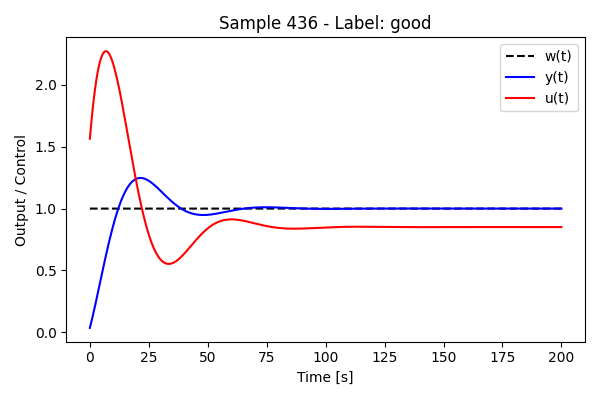 Sample 436 - Label: good
w(t)
y(t)
u(t)
Output / Control
2.0
1.5
1.0
0.5
0.0
0 25 50 75 100 125 150 175 200
Time [s]